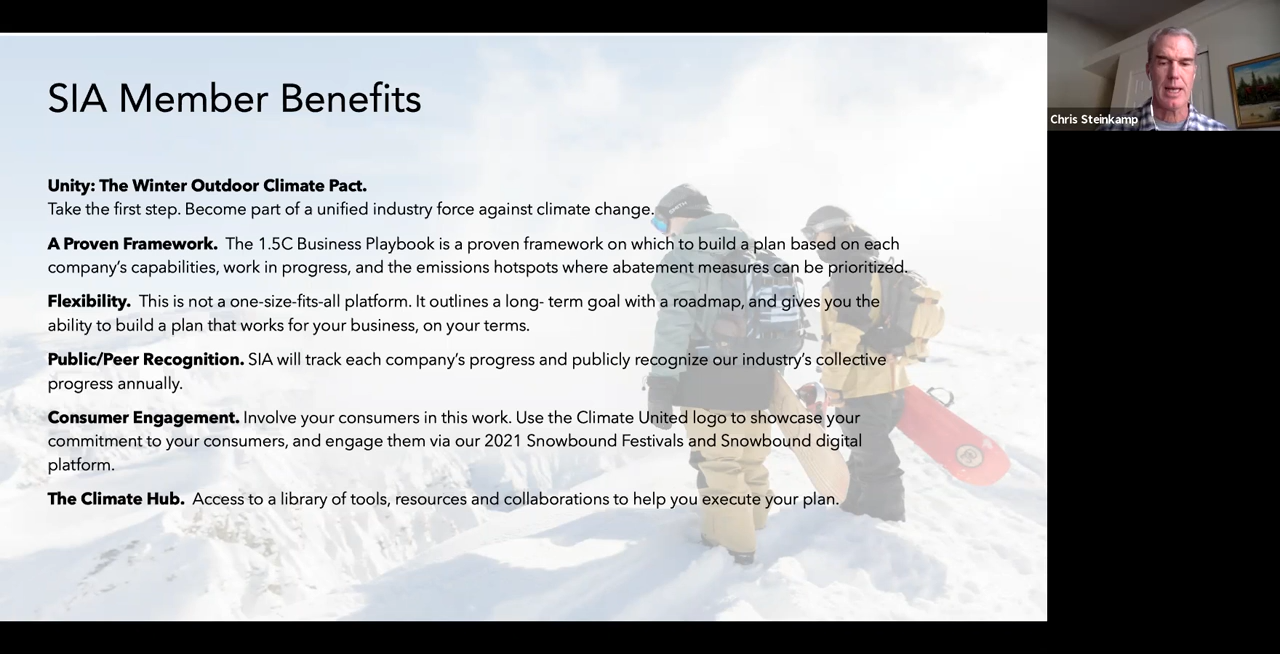 SIA Member Benefits
Chris Steinkamp
Unity: The Winter Outdoor Climate Pact.
Take the first step. Become part of a unified industry force against climate change.
SMITH
A Proven Framework.  The 1.5C Business Playbook is a proven framework on which to build a plan based on each
company's capabilities, work in progress, and the emissions hotspots where abatement measures can be prioritized.
Flexibility.  This is not a one-size-fits-all platform. It outlines a long- term goal with a roadmap, and gives you the
ability to build a plan that works for your business, on your terms.
Public/Peer Recognition. SIA will track each company's progress and publicly recognize our industry's collective
progress annually.
Consumer Engagement. Involve your consumers in this work. Use the Climate United logo to showcase your
commitment to your consumers, and engage them via our 2021 Snowbound Festivals and Snowbound digital
platform.
The Climate Hub.  Access to a library of tools, resources and collaborations to help you execute your plan.